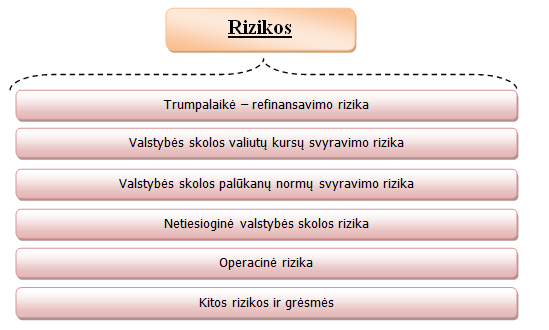 Rizikos
Trumpalaikė – refinansavimo rizika
Valstybės skolos valiutų kursų svyravimo rizika
Valstybės skolos palūkanų normų svyravimo rizika
Netiesioginė valstybės skolos rizika
Operacinė rizika
Kitos rizikos ir grėsmės